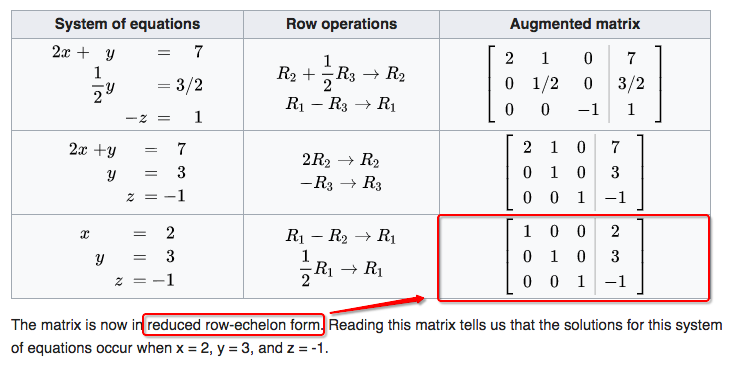 System of equations Row operations Augmented matrix
2x + y = 7
1/2 y = 3/2
−z = 1
R₂ + 1/2 R₃ → R₂
R₁ − R₃ → R₁
2 1 0 7
0 1/2 0 3/2
0 0 −1 1
2x +y = 7
y = 3
z = −1
2R₂ → R₂
−R₃ → R₃
2 1 0 7
0 1 0 3
0 0 1 −1
x = 2
y = 3
z = −1
R₁ − R₂ → R₁
1/2 R₁ → R₁
1 0 0 2
0 1 0 3
0 0 1 −1
The matrix is now in reduced row-echelon form. Reading this matrix tells us that the solutions for this system
of equations occur when x = 2, y = 3, and z = -1.